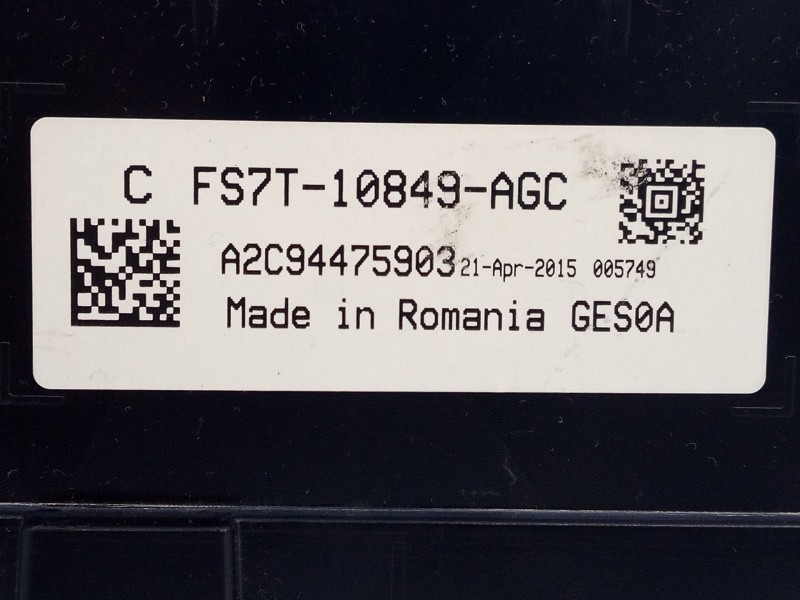 C FS7T-10849-AGC
A2C94475903 21-Apr-2015 005749
Made in Romania GES0A